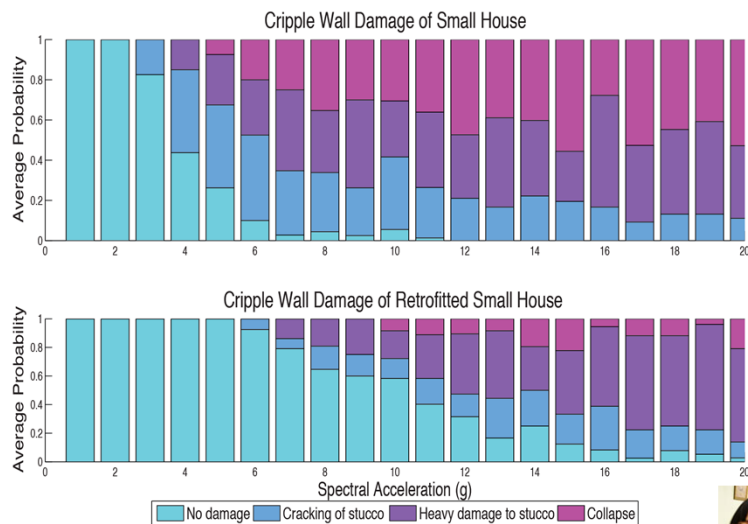 Cripple Wall Damage of Small House
Average Probability
1
0.8
0.6
0.4
0.2
0
0 2 4 6 8 10 12 14 16 18 20
Cripple Wall Damage of Retrofitted Small House
Average Probability
1
0.8
0.6
0.4
0.2
0
0 2 4 6 8 10 12 14 16 18 20
Spectral Acceleration (g)
No damage Cracking of stucco Heavy damage to stucco Collapse